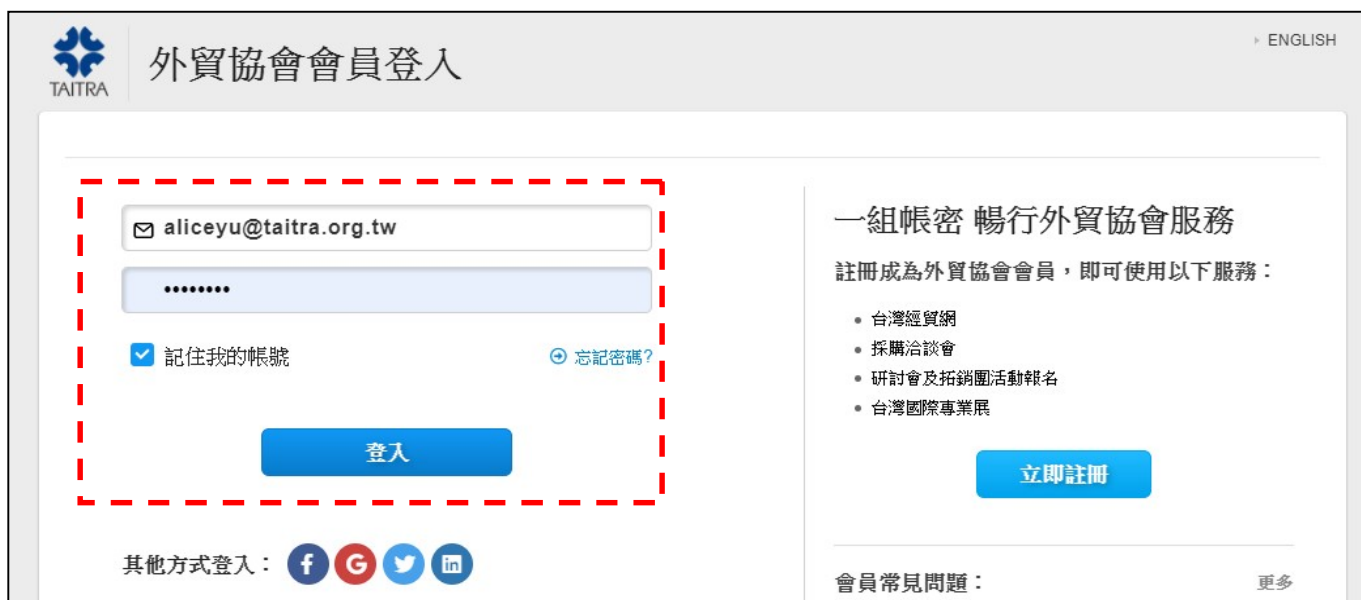 TAITRA
外貿協會會員登入
ENGLISH
aliceyu@taitra.org.tw
••••••••
記住我的帳號
忘記密碼?
登入
其他方式登入：
一組帳密 暢行外貿協會服務
註冊成為外貿協會會員，即可使用以下服務：
• 台灣經貿網
• 採購洽談會
• 研討會及拓銷團活動報名
• 台灣國際專業展
立即註冊
會員常見問題：
更多